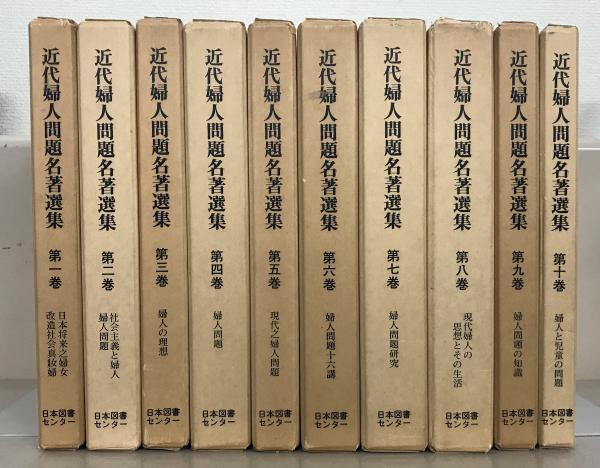 近代婦人問題名著選集
第一巻
日本将来之婦女
改造社会真妓婦
日本図書
センター
近代婦人問題名著選集
第二巻
社会主義と婦人
婦人問題
日本図書
センター
近代婦人問題名著選集
第三巻
婦人の理想
日本図書
センター
近代婦人問題名著選集
第四巻
婦人問題
日本図書
センター
近代婦人問題名著選集
第五巻
現代之婦人問題
日本図書
センター
近代婦人問題名著選集
第六巻
婦人問題十六講
日本図書
センター
近代婦人問題名著選集
第七巻
婦人問題研究
日本図書
センター
近代婦人問題名著選集
第八巻
現代婦人の
思想とその生活
日本図書
センター
近代婦人問題名著選集
第九巻
婦人問題の知識
日本図書
センター
近代婦人問題名著選集
第十巻
婦人と児童の問題
日本図書
センター